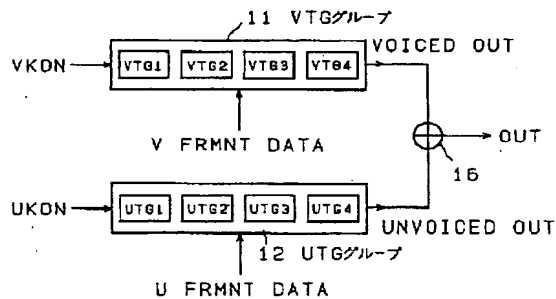 11 VTGグループ
VKON VTG1 VTG2 VTG3 VTG4 VOICED OUT
V FRMNT DATA
OUT
16
UKON UTG1 UTG2 UTG3 UTG4 UNVOICED OUT
12 UTGグループ
U FRMNT DATA